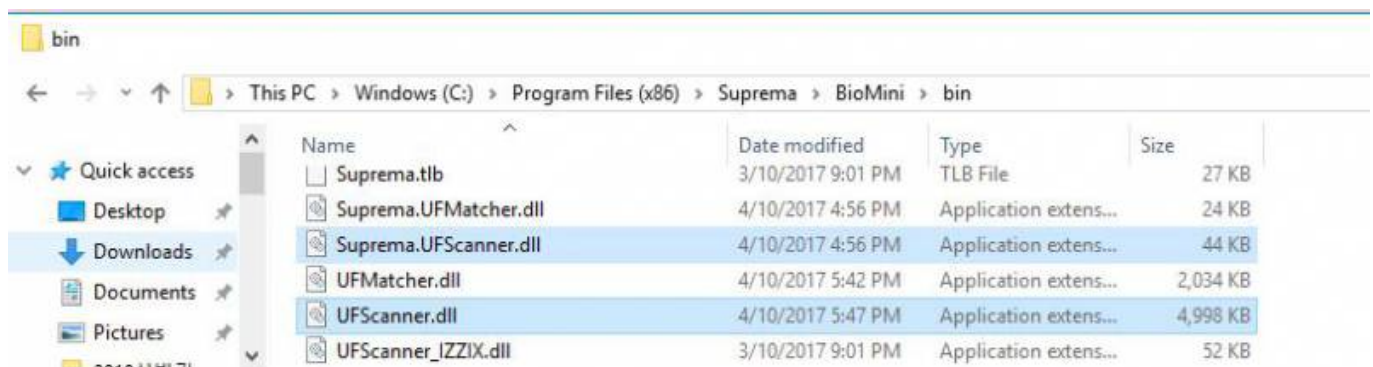 bin
This PC > Windows (C:) > Program Files (x86) > Suprema > BioMini > bin
Name Date modified Type Size
Quick access
Suprema.tlb 3/10/2017 9:01 PM TLB File 27 KB
Desktop
Suprema.UFMatcher.dll 4/10/2017 4:56 PM Application extens... 24 KB
Downloads
Suprema.UFScanner.dll 4/10/2017 4:56 PM Application extens... 44 KB
Documents
UFMatcher.dll 4/10/2017 5:42 PM Application extens... 2,034 KB
Pictures
UFScanner.dll 4/10/2017 5:47 PM Application extens... 4,998 KB
UFScanner_IZZIX.dll 3/10/2017 9:01 PM Application extens... 52 KB